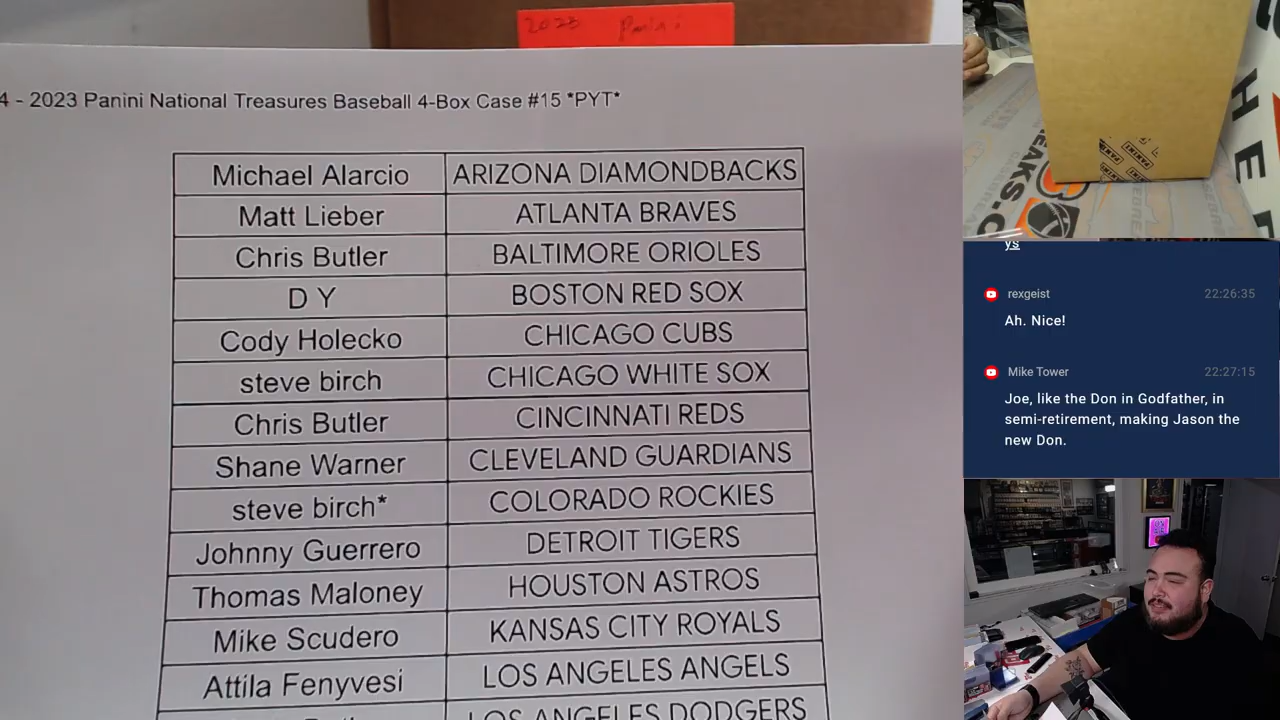 2023 Panini
4 - 2023 Panini National Treasures Baseball 4-Box Case #15 *PYT*
Michael Alarcio ARIZONA DIAMONDBACKS
Matt Lieber ATLANTA BRAVES
Chris Butler BALTIMORE ORIOLES
D Y BOSTON RED SOX
Cody Holecko CHICAGO CUBS
steve birch CHICAGO WHITE SOX
Chris Butler CINCINNATI REDS
Shane Warner CLEVELAND GUARDIANS
steve birch* COLORADO ROCKIES
Johnny Guerrero DETROIT TIGERS
Thomas Maloney HOUSTON ASTROS
Mike Scudero KANSAS CITY ROYALS
Attila Fenyvesi LOS ANGELES ANGELS
LOS ANGELES DODGERS
PANINI
ys
rexgeist 22:26:35
Ah. Nice!
Mike Tower 22:27:15
Joe, like the Don in Godfather, in
semi-retirement, making Jason the
new Don.